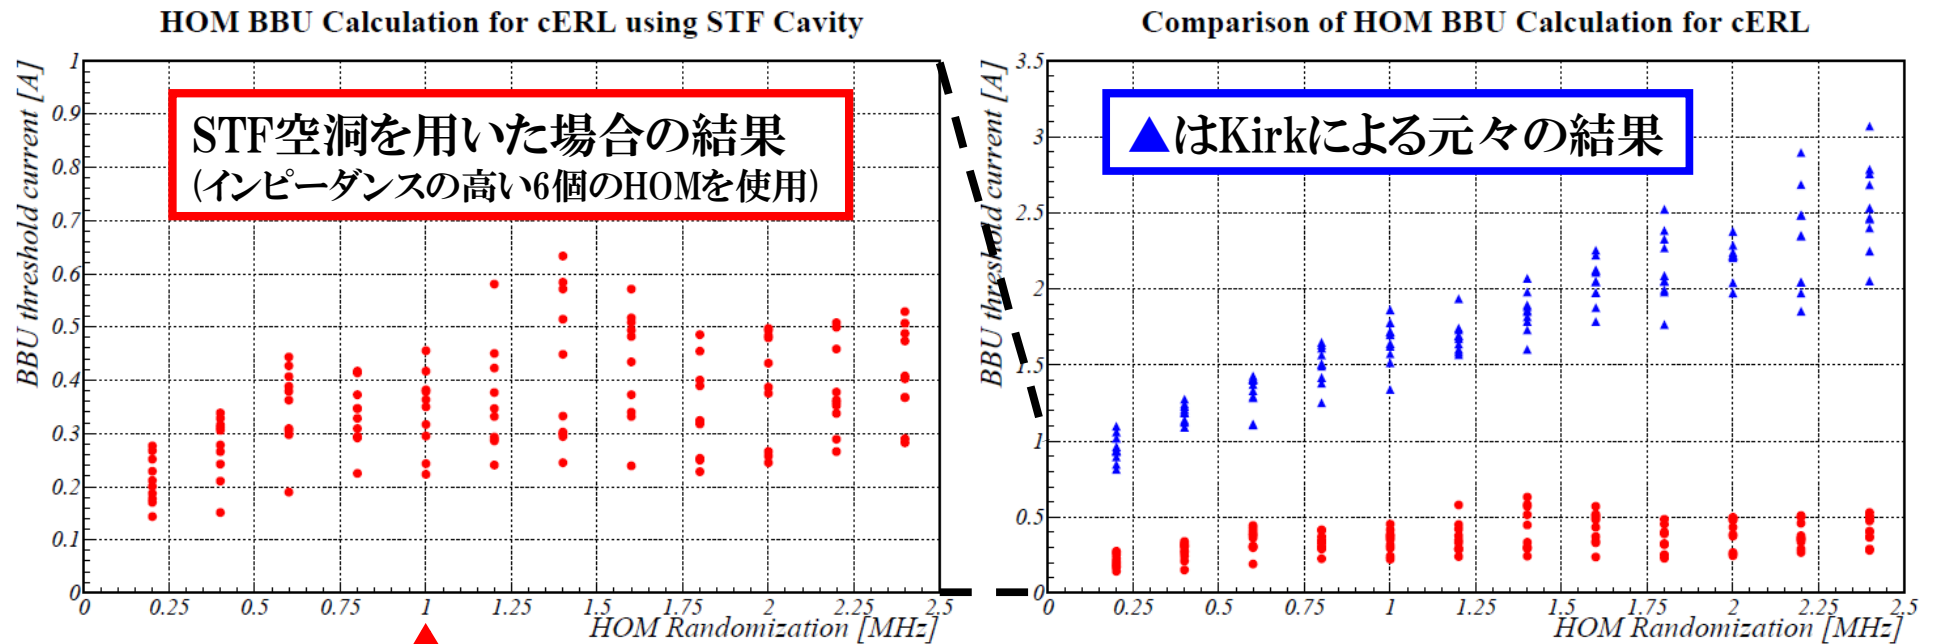 HOM BBU Calculation for cERL using STF Cavity
BBU threshold current [A]
1
0.9
0.8
0.7
0.6
0.5
0.4
0.3
0.2
0.1
0
STF空洞を用いた場合の結果
(インピーダンスの高い6個のHOMを使用)
0 0.25 0.5 0.75 1 1.25 1.5 1.75 2 2.25 2.5
HOM Randomization [MHz]
Comparison of HOM BBU Calculation for cERL
BBU threshold current [A]
3.5
3
2.5
2
1.5
1
0.5
0
▲はKirkによる元々の結果
0 0.25 0.5 0.75 1 1.25 1.5 1.75 2 2.25 2.5
HOM Randomization [MHz]